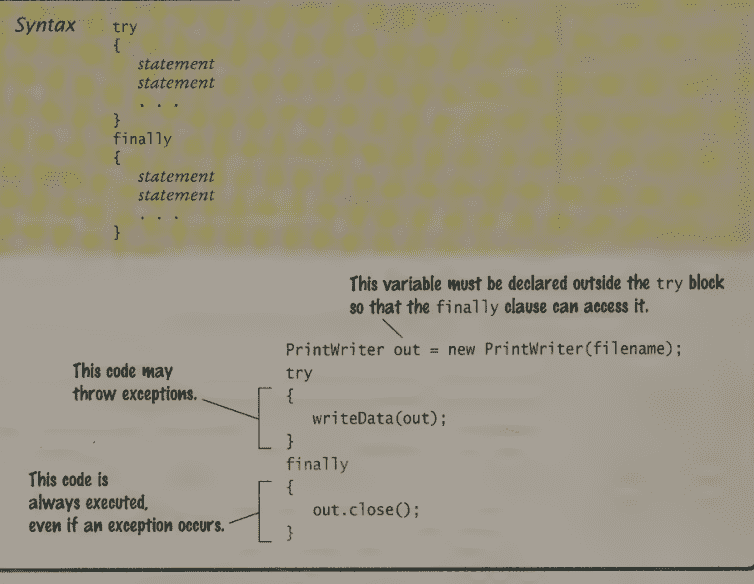 Syntax
try
{
statement
statement
. . .
}
finally
{
statement
statement
. . .
}
This variable must be declared outside the try block
so that the finally clause can access it.
PrintWriter out = new PrintWriter(filename);
This code may
throw exceptions.
try
{
writeData(out);
}
finally
This code is
always executed,
even if an exception occurs.
{
out.close();
}